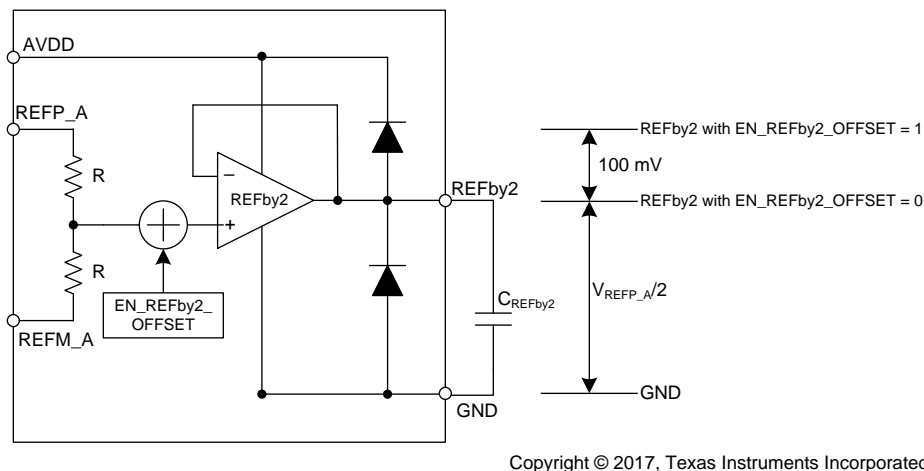 AVDD
REFP_A
R
R
REFM_A
EN_REFby2_
OFFSET
−
REFby2
+
REFby2
CREFby2
GND
REFby2 with EN_REFby2_OFFSET = 1
100 mV
REFby2 with EN_REFby2_OFFSET = 0
VREFP_A/2
GND
Copyright © 2017, Texas Instruments Incorporated